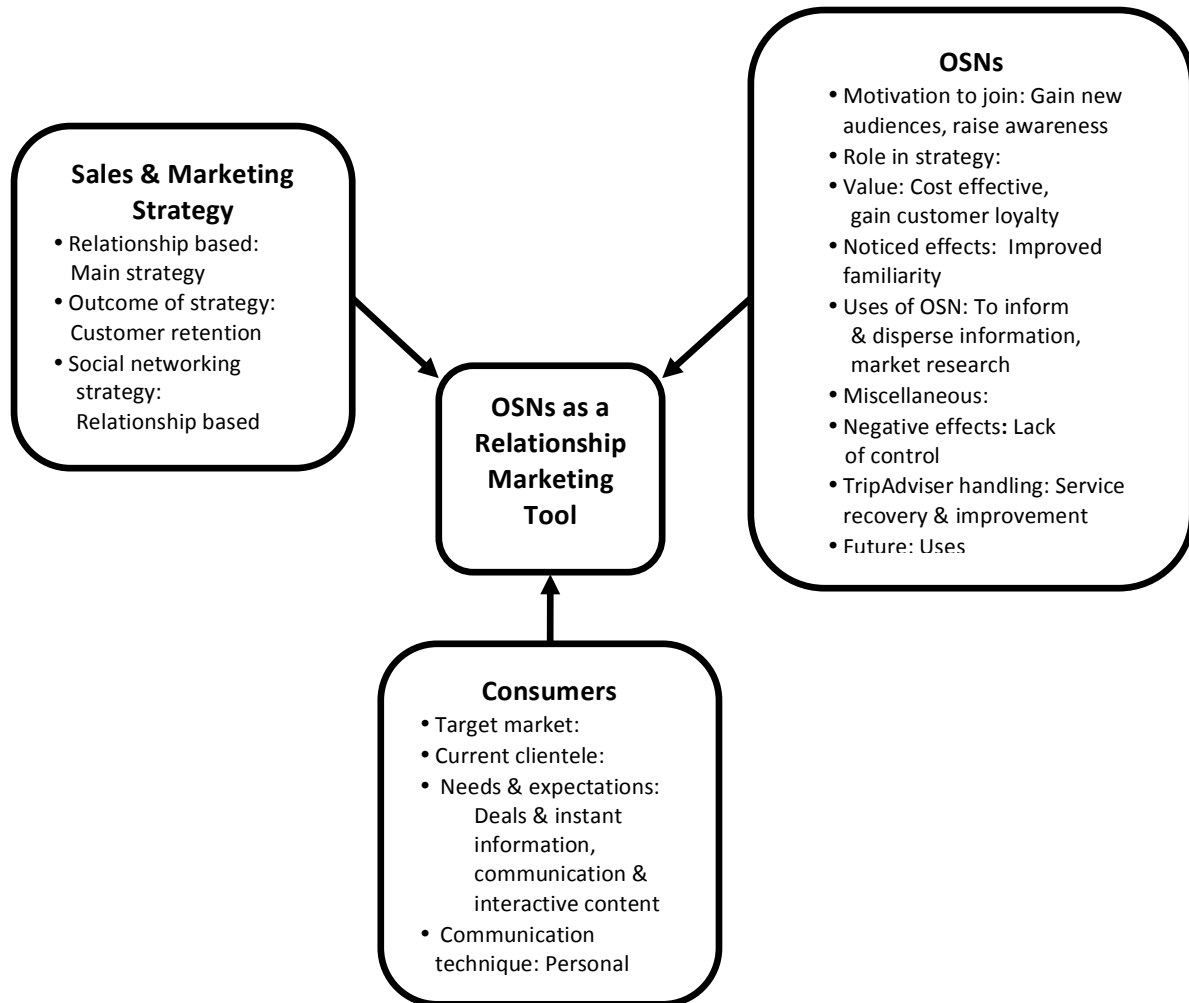 Sales & Marketing
Strategy
• Relationship based:
Main strategy
• Outcome of strategy:
Customer retention
• Social networking
strategy:
Relationship based
OSNs
• Motivation to join: Gain new
audiences, raise awareness
• Role in strategy:
• Value: Cost effective,
gain customer loyalty
• Noticed effects:  Improved
familiarity
• Uses of OSN: To inform
& disperse information,
market research
• Miscellaneous:
• Negative effects: Lack
of control
• TripAdviser handling: Service
recovery & improvement
• Future: Uses
OSNs as a
Relationship
Marketing
Tool
Consumers
• Target market:
• Current clientele:
• Needs & expectations:
Deals & instant
information,
communication &
interactive content
• Communication
technique: Personal